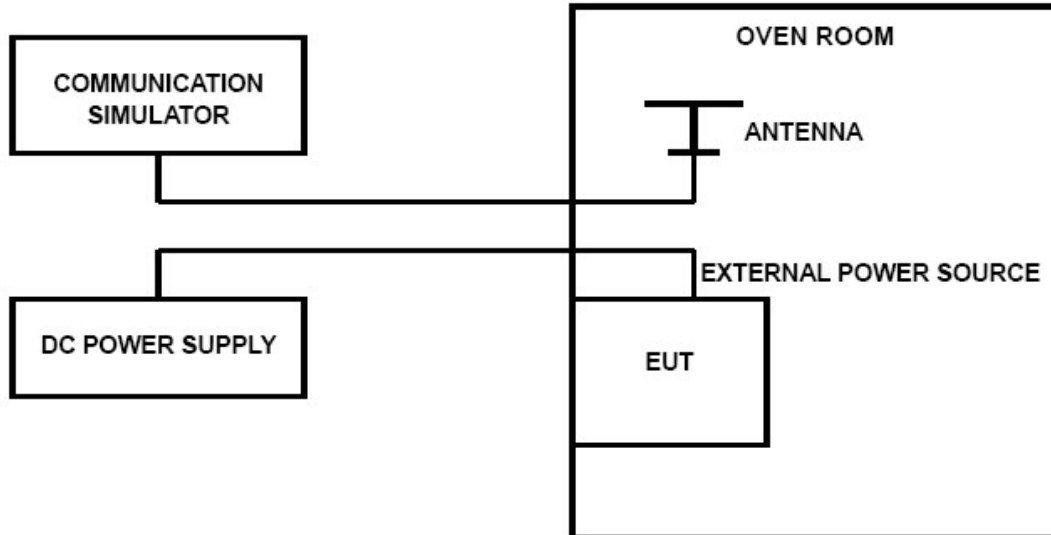 OVEN ROOM
COMMUNICATION
SIMULATOR
ANTENNA
EXTERNAL POWER SOURCE
DC POWER SUPPLY
EUT